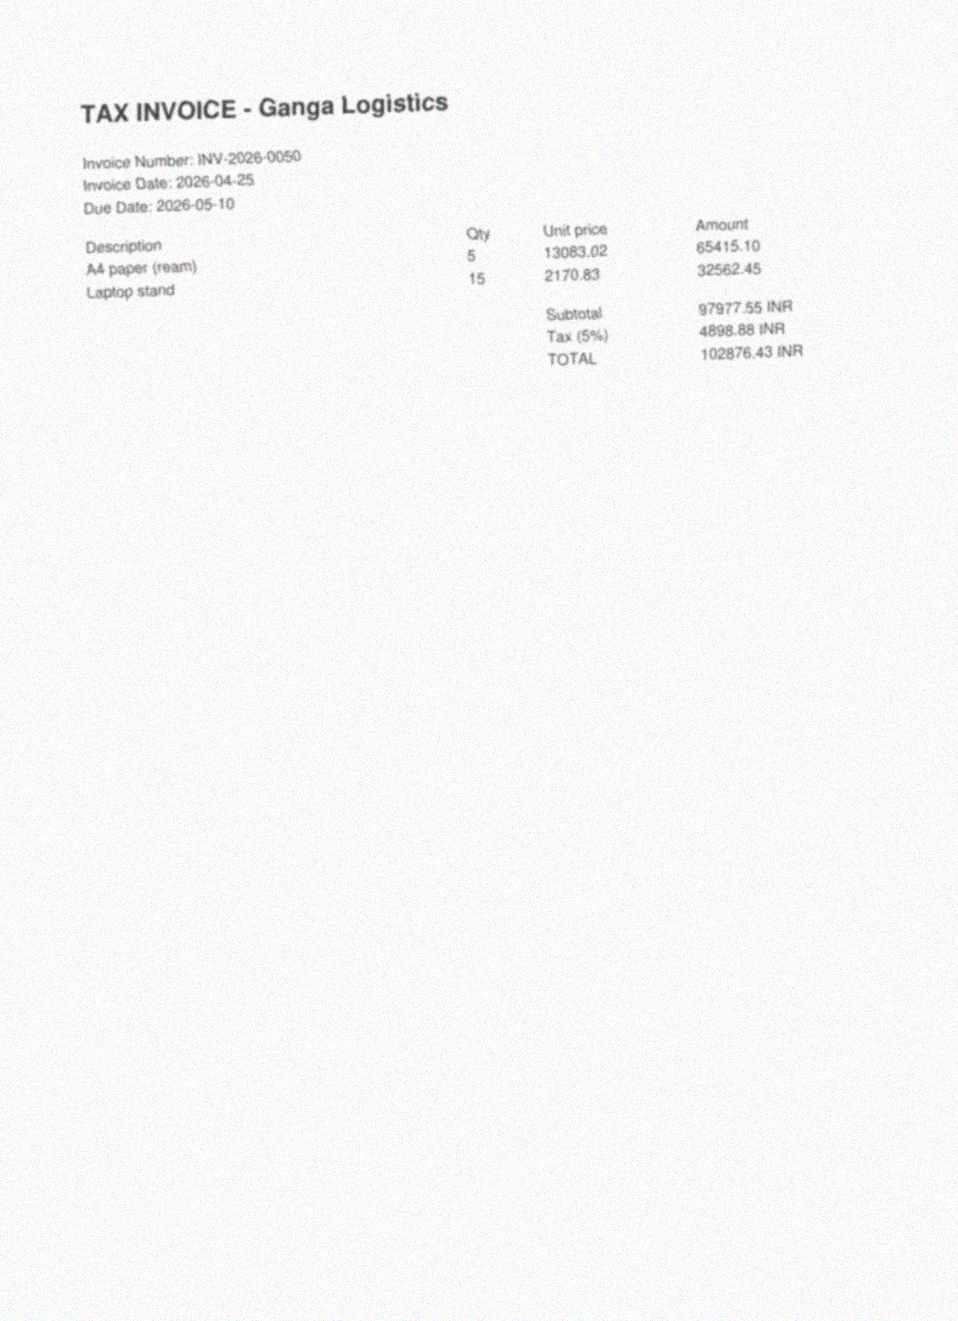 TAX INVOICE - Ganga Logistics
Invoice Number: INV-2026-0050
Invoice Date: 2026-04-25
Due Date: 2026-05-10
Description Qty Unit price Amount
A4 paper (ream) 5 13083.02 65415.10
Laptop stand 15 2170.83 32562.45
Subtotal 97977.55 INR
Tax (5%) 4898.88 INR
TOTAL 102876.43 INR